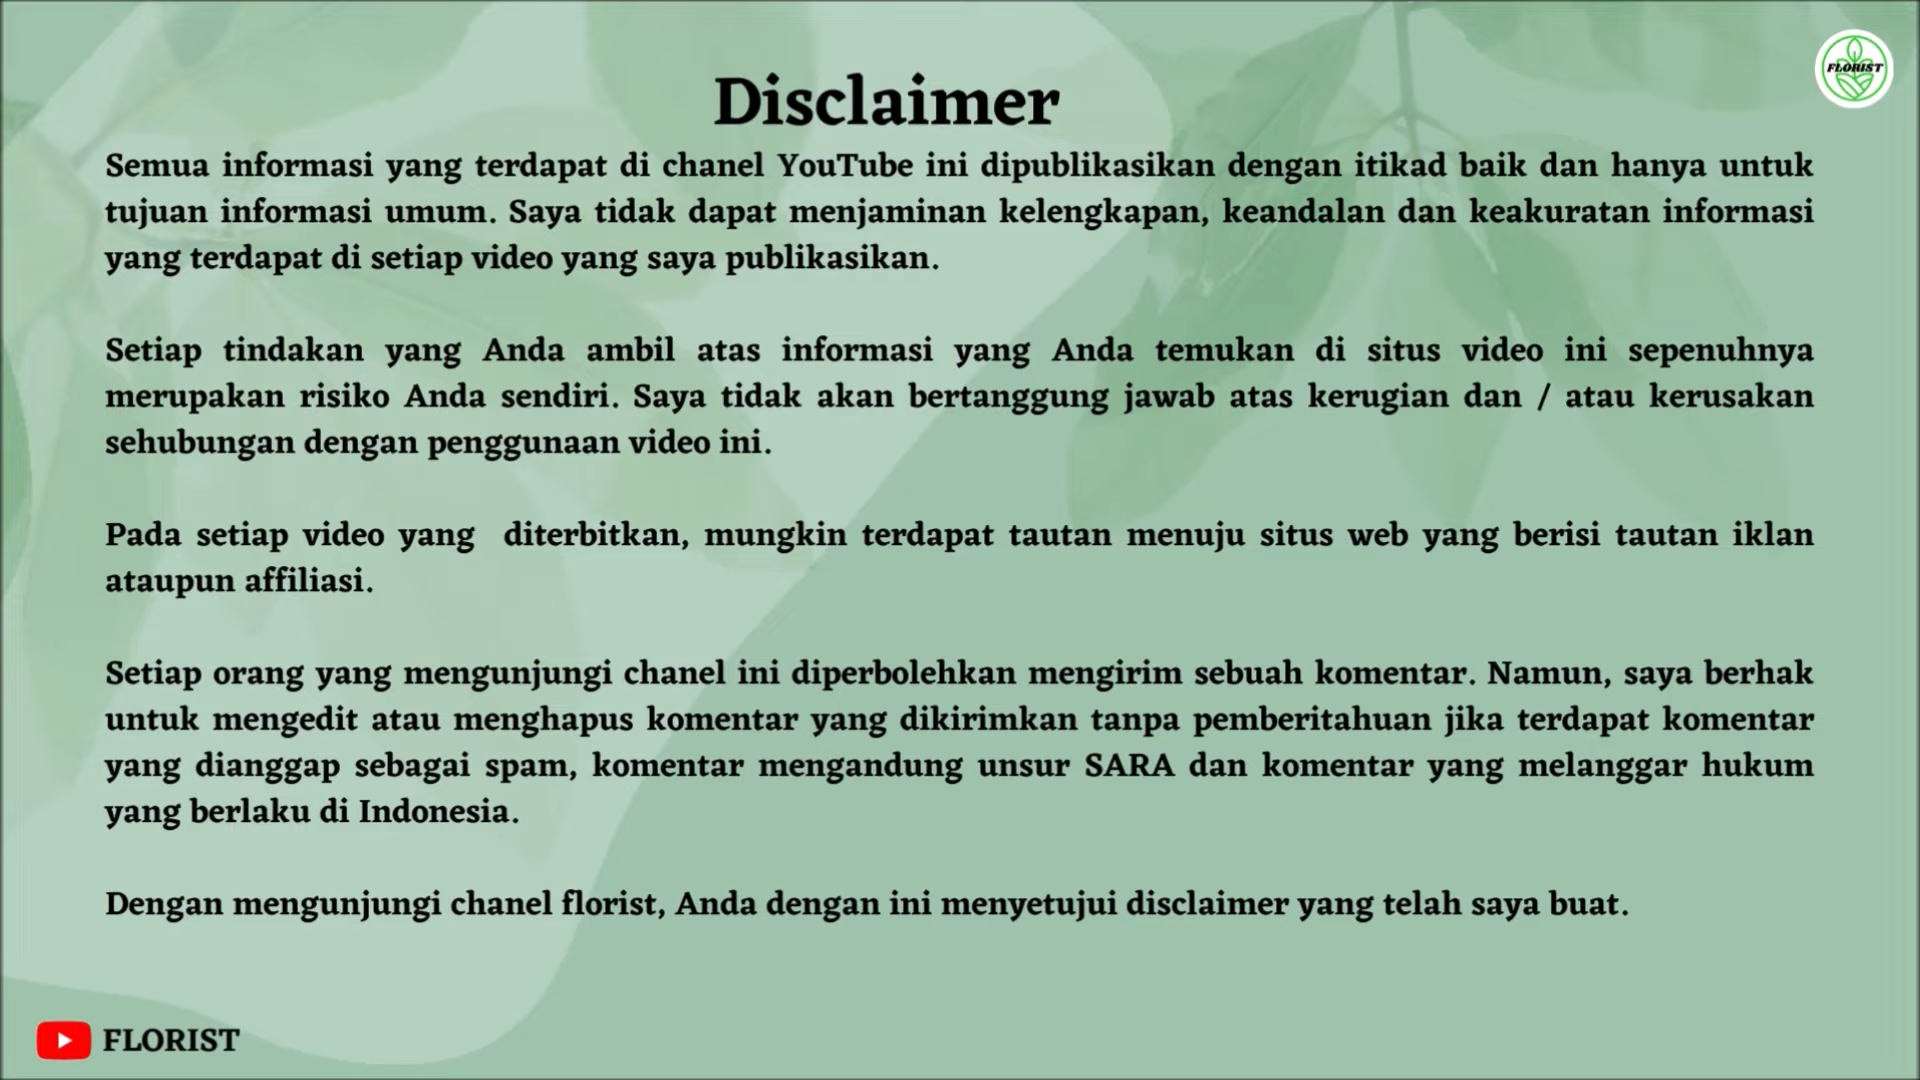 FLORIST
Disclaimer
Semua informasi yang terdapat di chanel YouTube ini dipublikasikan dengan itikad baik dan hanya untuk
tujuan informasi umum. Saya tidak dapat menjaminan kelengkapan, keandalan dan keakuratan informasi
yang terdapat di setiap video yang saya publikasikan.
Setiap tindakan yang Anda ambil atas informasi yang Anda temukan di situs video ini sepenuhnya
merupakan risiko Anda sendiri. Saya tidak akan bertanggung jawab atas kerugian dan / atau kerusakan
sehubungan dengan penggunaan video ini.
Pada setiap video yang  diterbitkan, mungkin terdapat tautan menuju situs web yang berisi tautan iklan
ataupun affiliasi.
Setiap orang yang mengunjungi chanel ini diperbolehkan mengirim sebuah komentar. Namun, saya berhak
untuk mengedit atau menghapus komentar yang dikirimkan tanpa pemberitahuan jika terdapat komentar
yang dianggap sebagai spam, komentar mengandung unsur SARA dan komentar yang melanggar hukum
yang berlaku di Indonesia.
Dengan mengunjungi chanel florist, Anda dengan ini menyetujui disclaimer yang telah saya buat.
FLORIST